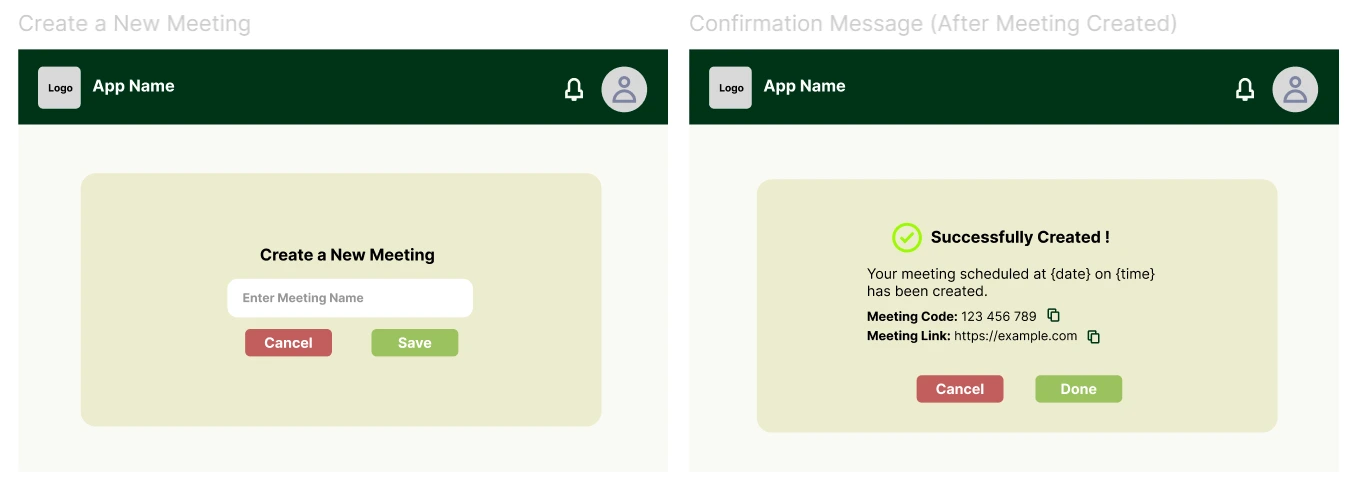 Create a New Meeting
Logo
App Name
Create a New Meeting
Enter Meeting Name
Cancel
Save
Confirmation Message (After Meeting Created)
Logo
App Name
Successfully Created !
Your meeting scheduled at {date} on {time}
has been created.
Meeting Code: 123 456 789
Meeting Link: https://example.com
Cancel
Done